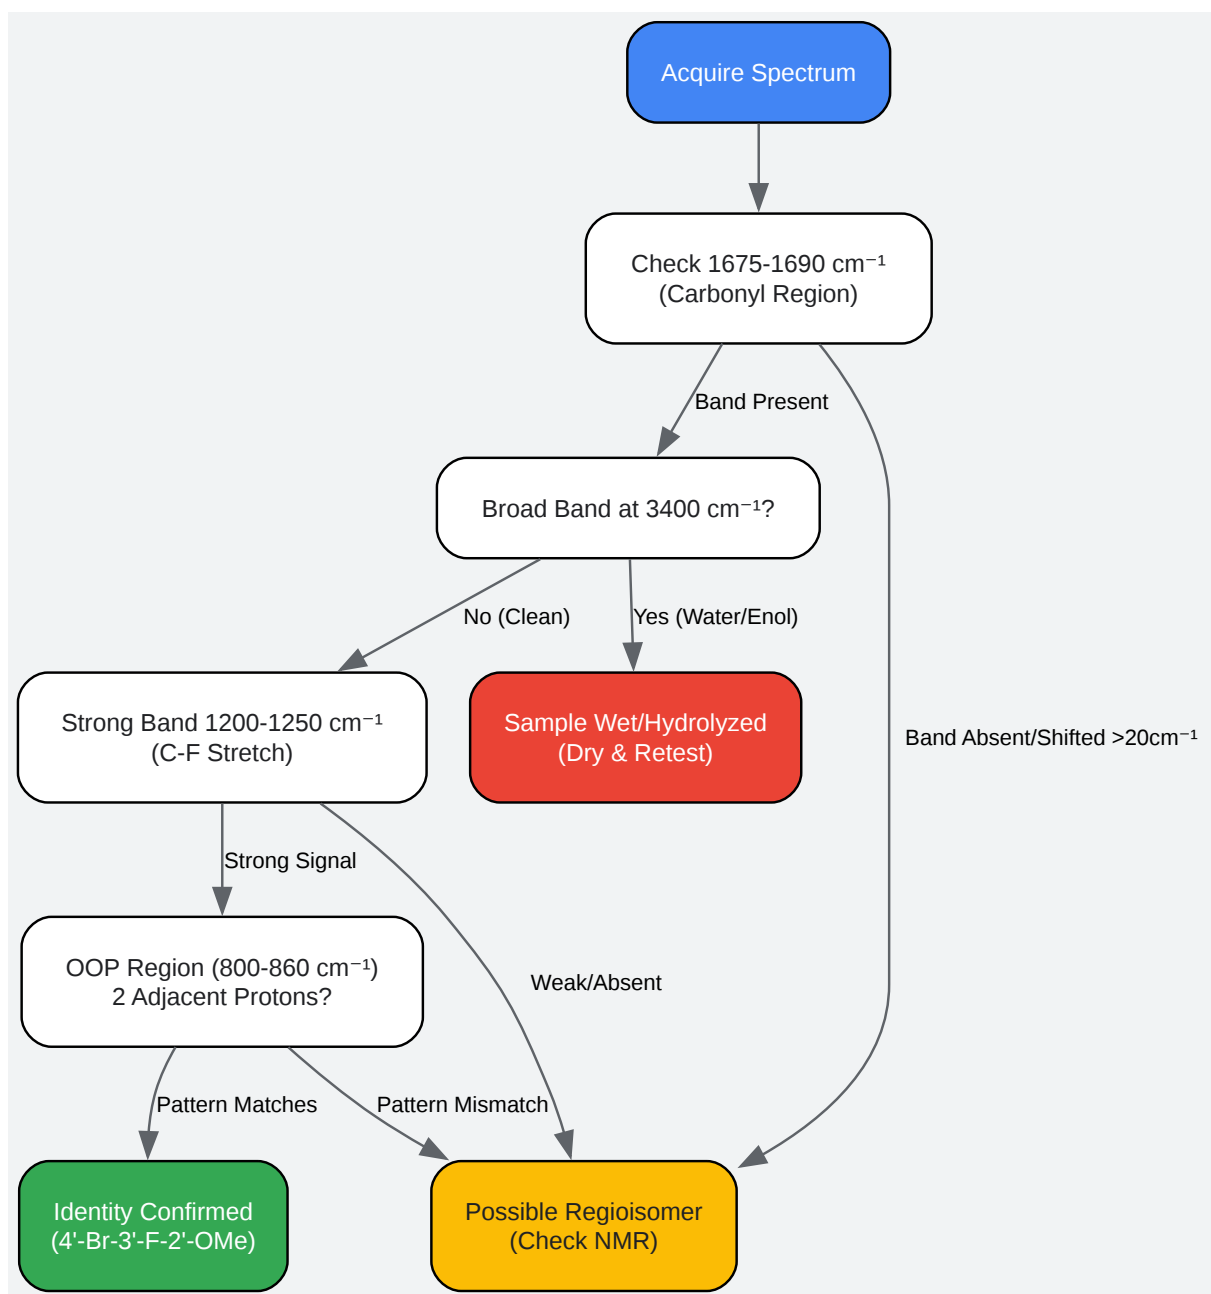 Acquire Spectrum
Check 1675-1690 cm⁻¹
(Carbonyl Region)
Band Present
Broad Band at 3400 cm⁻¹?
No (Clean)
Yes (Water/Enol)
Strong Band 1200-1250 cm⁻¹
(C-F Stretch)
Sample Wet/Hydrolyzed
(Dry & Retest)
Band Absent/Shifted >20cm⁻¹
Strong Signal
OOP Region (800-860 cm⁻¹)
2 Adjacent Protons?
Weak/Absent
Pattern Matches
Pattern Mismatch
Identity Confirmed
(4'-Br-3'-F-2'-OMe)
Possible Regioisomer
(Check NMR)